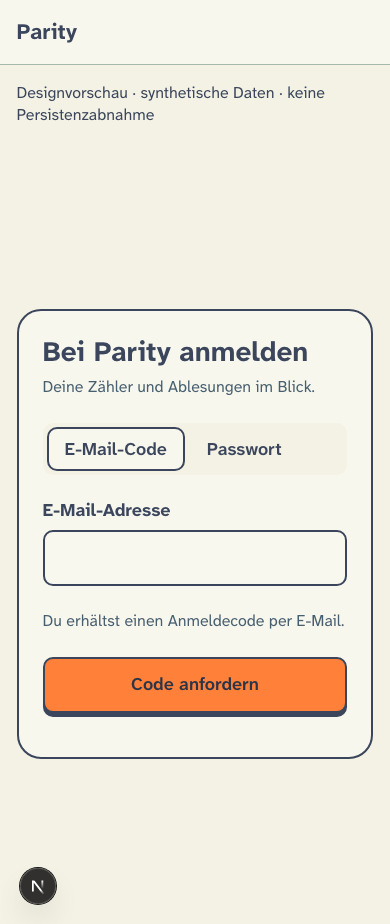 Parity
Designvorschau · synthetische Daten · keine
Persistenzabnahme
Bei Parity anmelden
Deine Zähler und Ablesungen im Blick.
E-Mail-Code
Passwort
E-Mail-Adresse
Du erhältst einen Anmeldecode per E-Mail.
Code anfordern
N